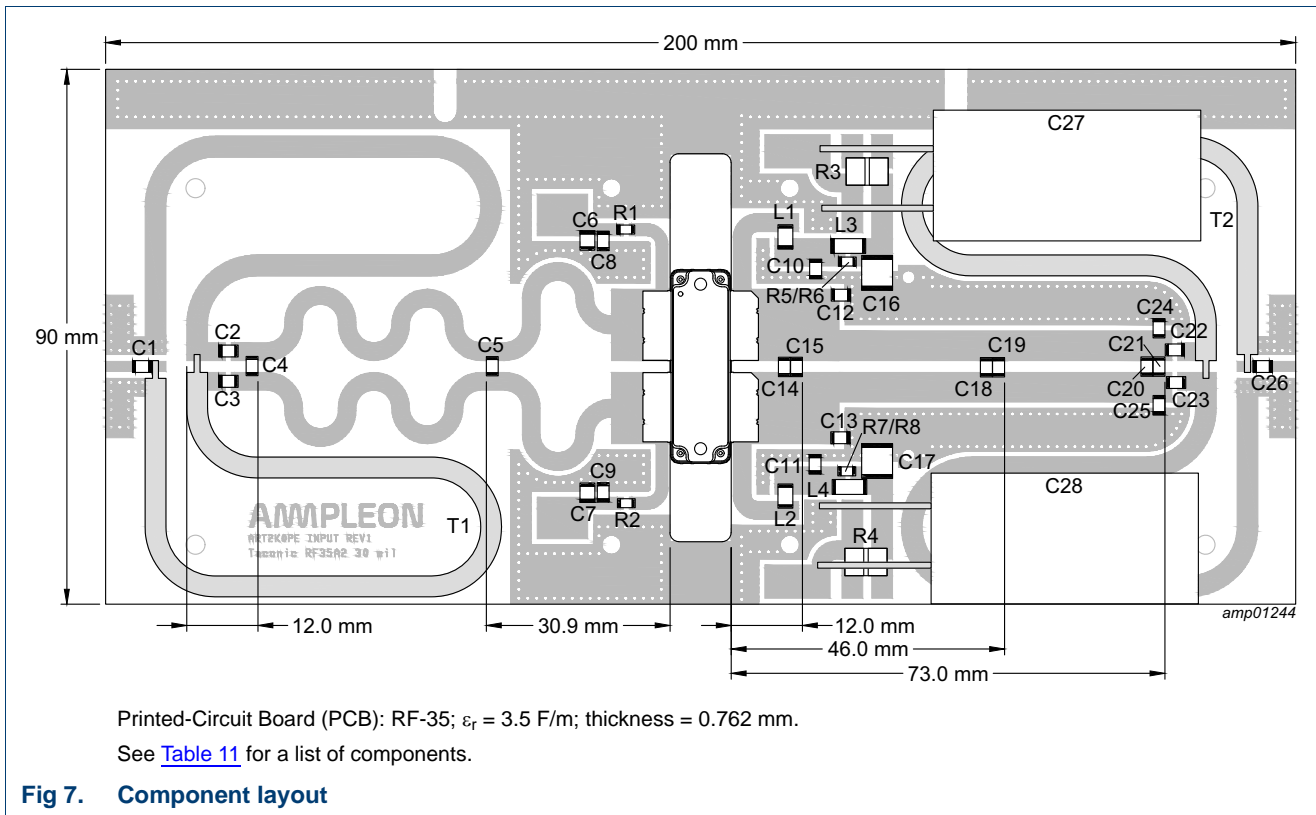 200 mm
90 mm
C27
R3
T2
C6
R1
C8
L1
L3
C10
R5/R6
C12
C16
C24
C22
C21
C1
C2
C4
C3
C5
C15
C14
C19
C18
C20
C23
C25
C26
C13
R7/R8
C11
C17
L4
L2
C9
C7
R2
C28
R4
T1
AMPLEON
ART2K0PE INPUT REV1
Taconic RF35A2 30 mil
amp01244
12.0 mm
30.9 mm
12.0 mm
46.0 mm
73.0 mm
Printed-Circuit Board (PCB): RF-35; εr = 3.5 F/m; thickness = 0.762 mm.
See Table 11 for a list of components.
Fig 7. Component layout